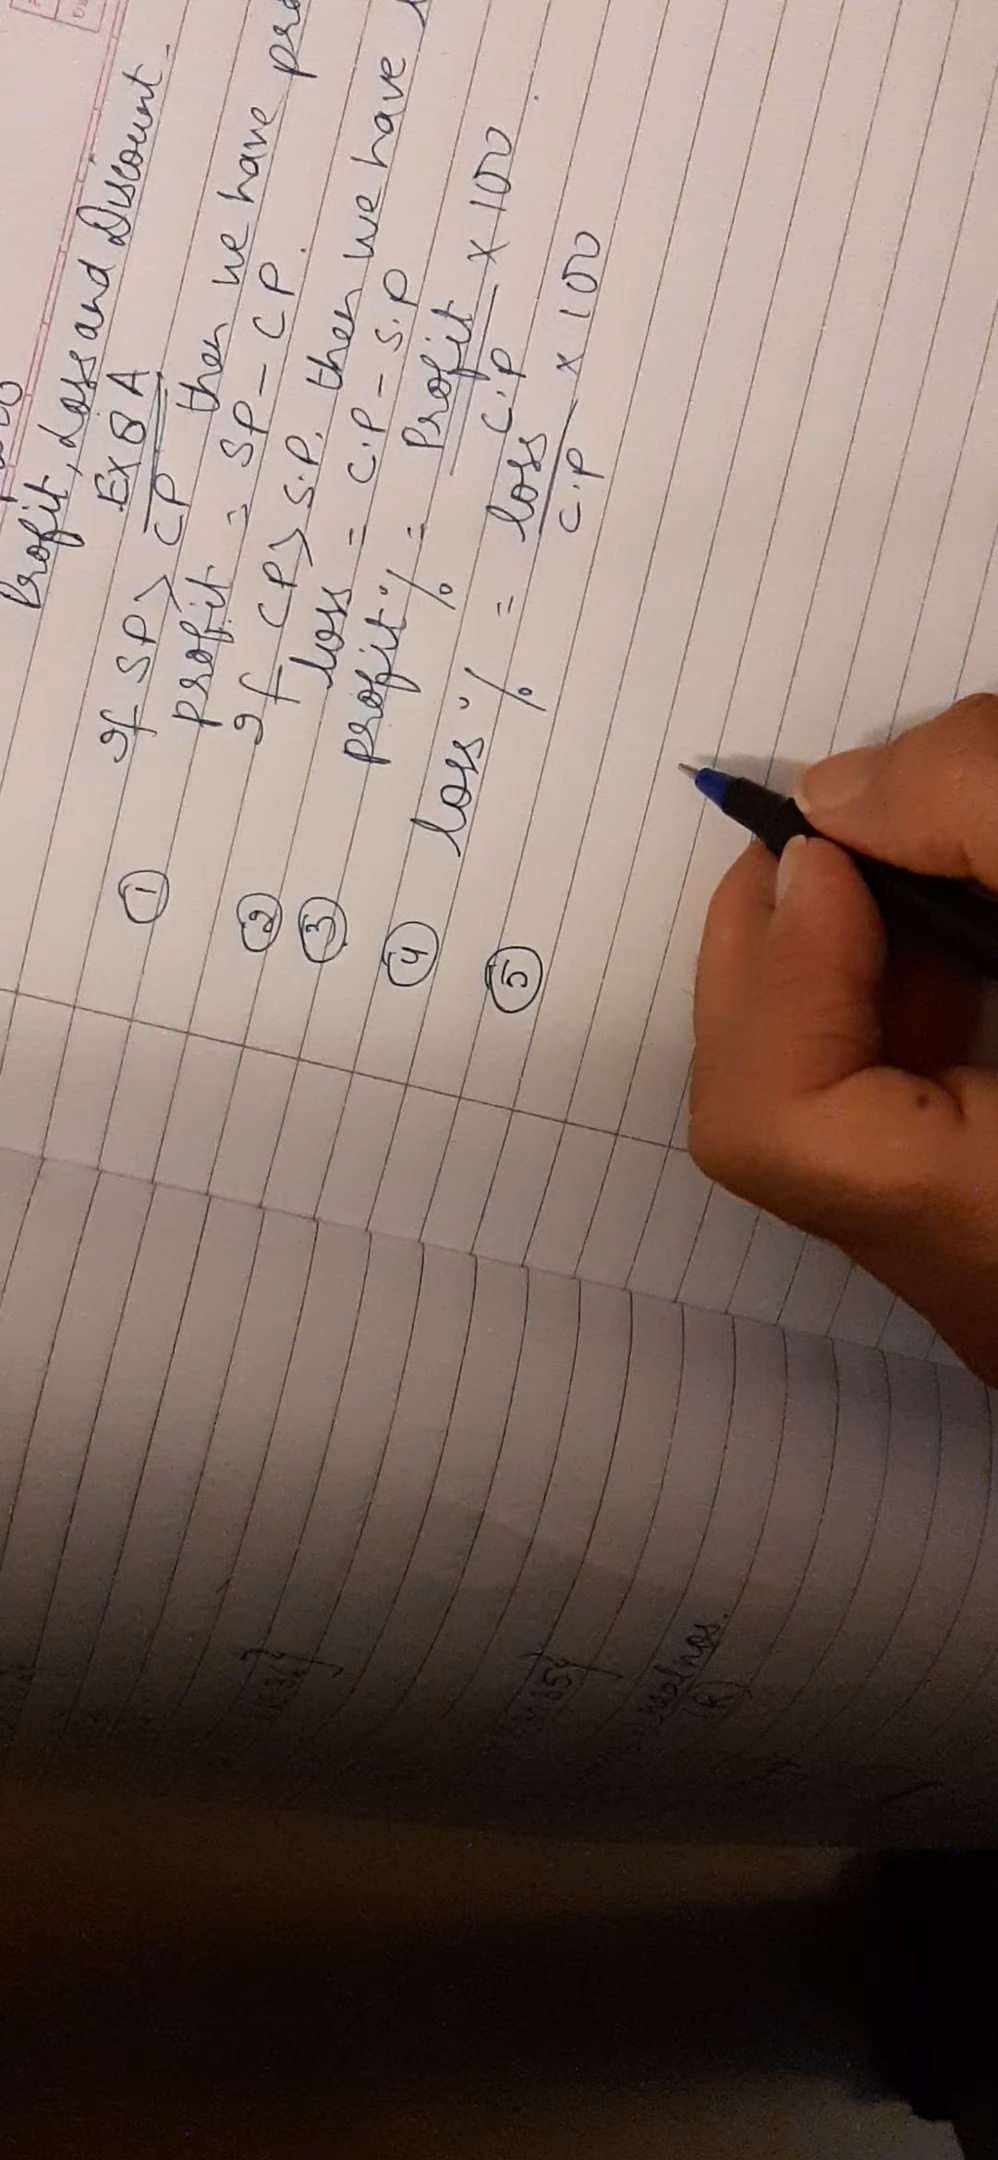 Profit, Loss and Discount.
EX 8 A
① If SP > CP then we have
profit = SP - CP.
② If CP > S.P. then we have
③ loss = C.P - S.P
④ profit % = Profit / C.P × 100
⑤ loss % = loss / C.P × 100